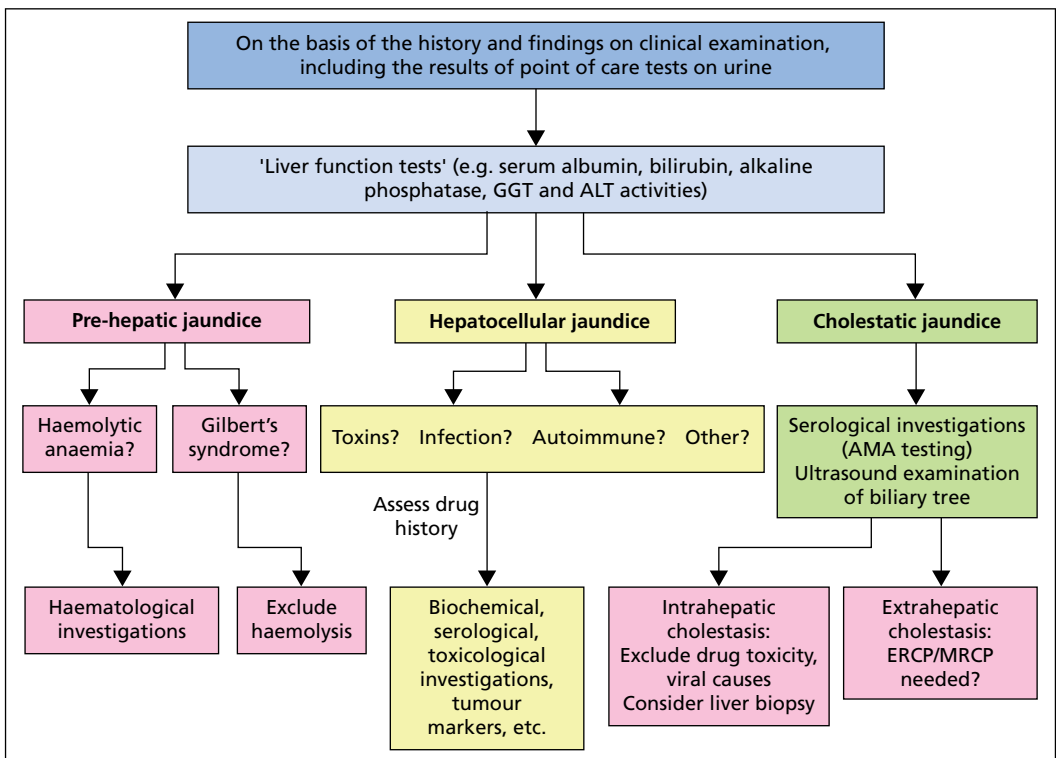 On the basis of the history and findings on clinical examination,
including the results of point of care tests on urine
'Liver function tests' (e.g. serum albumin, bilirubin, alkaline
phosphatase, GGT and ALT activities)
Pre-hepatic jaundice
Hepatocellular jaundice
Cholestatic jaundice
Haemolytic
anaemia?
Gilbert's
syndrome?
Toxins? Infection? Autoimmune? Other?
Serological investigations
(AMA testing)
Ultrasound examination
of biliary tree
Assess drug
history
Haematological
investigations
Exclude
haemolysis
Biochemical,
serological,
toxicological
investigations,
tumour
markers, etc.
Intrahepatic
cholestasis:
Exclude drug toxicity,
viral causes
Consider liver biopsy
Extrahepatic
cholestasis:
ERCP/MRCP
needed?